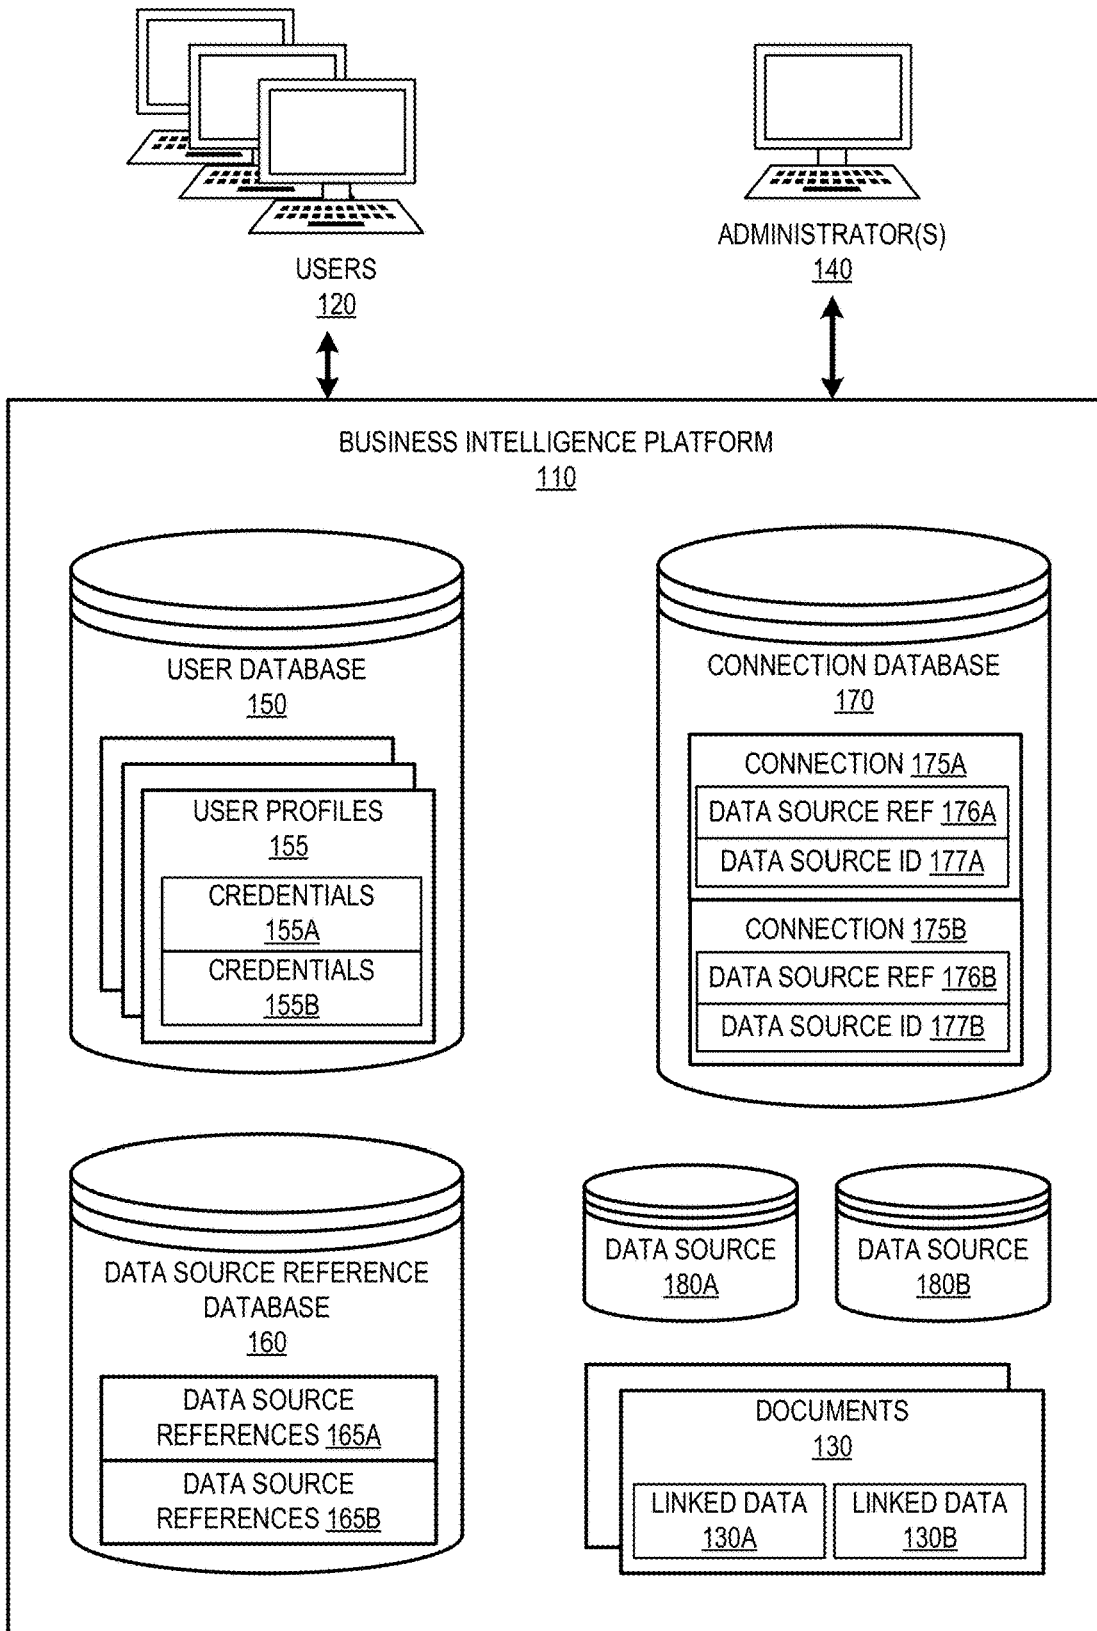 USERS
120
ADMINISTRATOR(S)
140
BUSINESS INTELLIGENCE PLATFORM
110
USER DATABASE
150
USER PROFILES
155
CREDENTIALS
155A
CREDENTIALS
155B
CONNECTION DATABASE
170
CONNECTION 175A
DATA SOURCE REF 176A
DATA SOURCE ID 177A
CONNECTION 175B
DATA SOURCE REF 176B
DATA SOURCE ID 177B
DATA SOURCE REFERENCE
DATABASE
160
DATA SOURCE
REFERENCES 165A
DATA SOURCE
REFERENCES 165B
DATA SOURCE
180A
DATA SOURCE
180B
DOCUMENTS
130
LINKED DATA
130A
LINKED DATA
130B